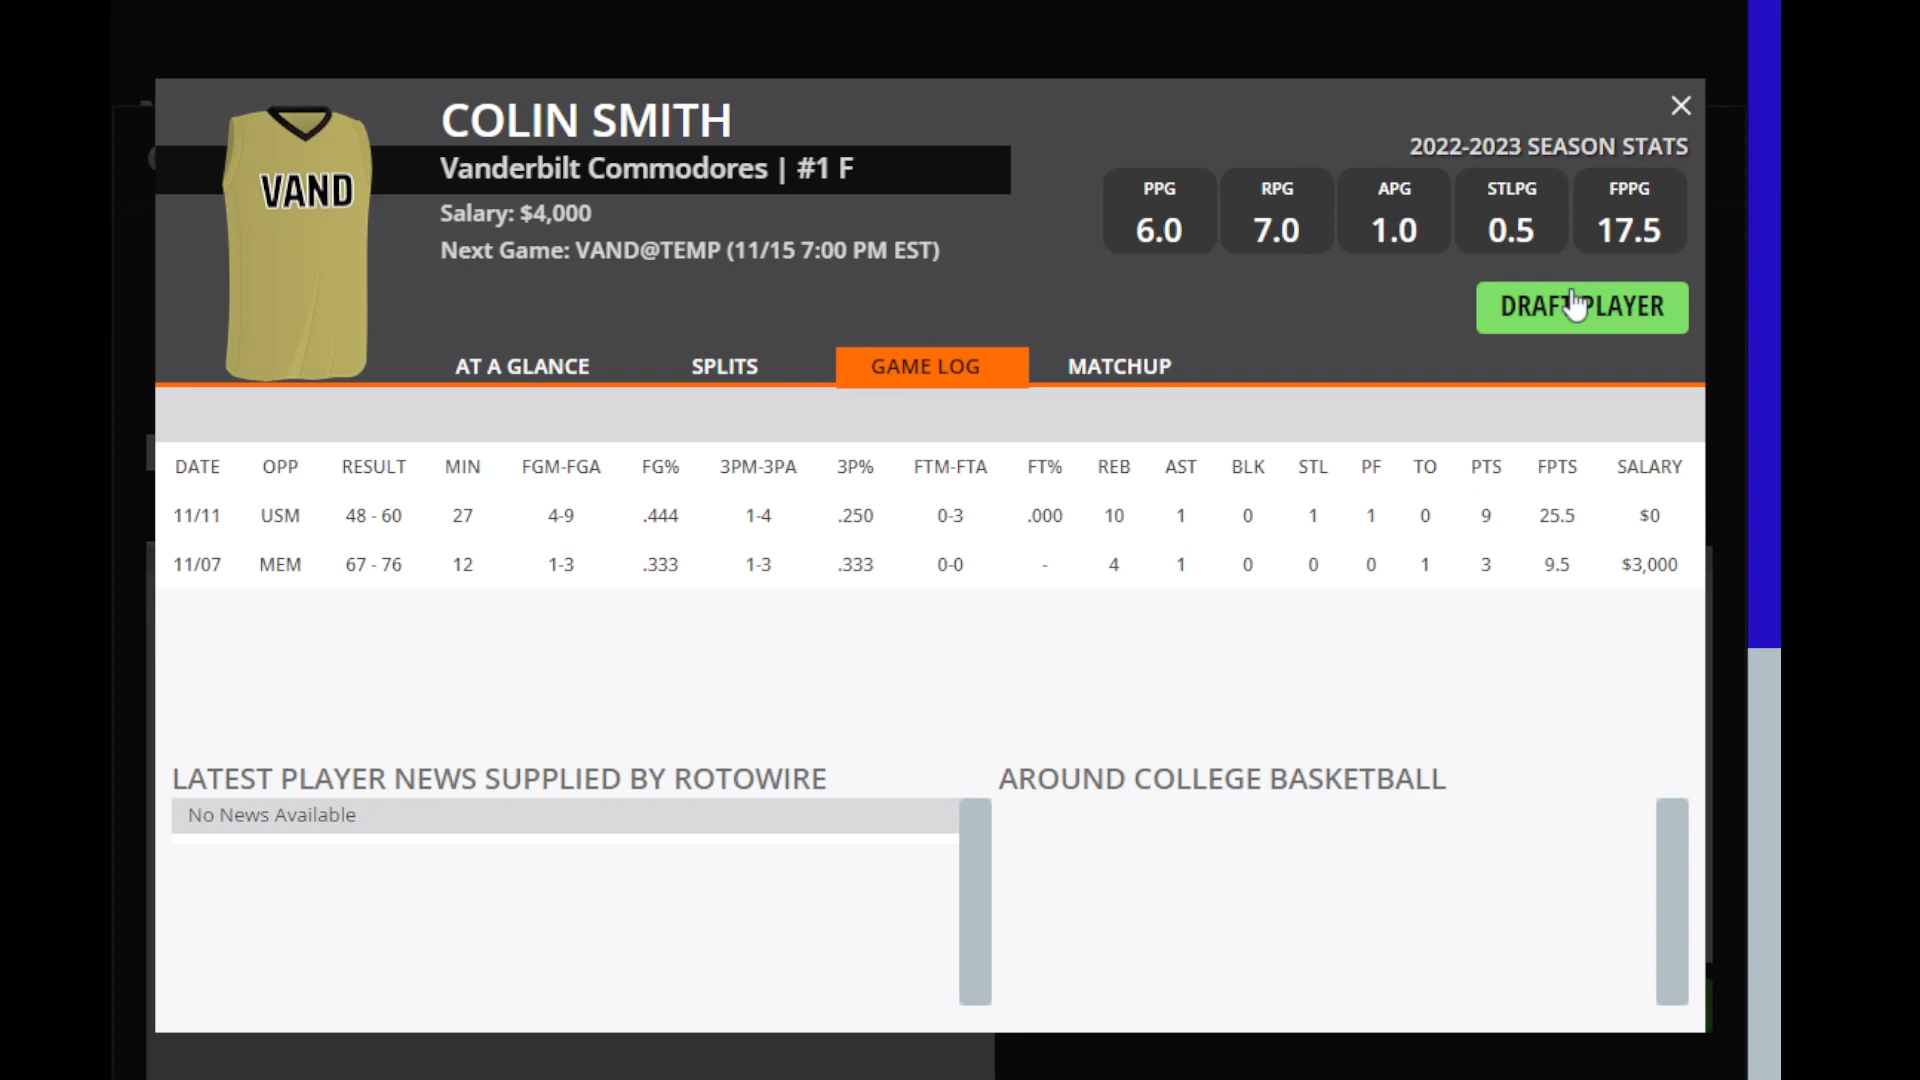 COLIN SMITH
Vanderbilt Commodores | #1 F
Salary: $4,000
Next Game: VAND@TEMP (11/15 7:00 PM EST)
VAND
2022-2023 SEASON STATS
PPG RPG APG STLPG FPPG
6.0 7.0 1.0 0.5 17.5
DRAFT PLAYER
AT A GLANCE SPLITS GAME LOG MATCHUP
DATE OPP RESULT MIN FGM-FGA FG% 3PM-3PA 3P% FTM-FTA FT% REB AST BLK STL PF TO PTS FPTS SALARY
11/11 USM 48 - 60 27 4-9 .444 1-4 .250 0-3 .000 10 1 0 1 1 0 9 25.5 $0
11/07 MEM 67 - 76 12 1-3 .333 1-3 .333 0-0 - 4 1 0 0 0 1 3 9.5 $3,000
LATEST PLAYER NEWS SUPPLIED BY ROTOWIRE
No News Available
AROUND COLLEGE BASKETBALL